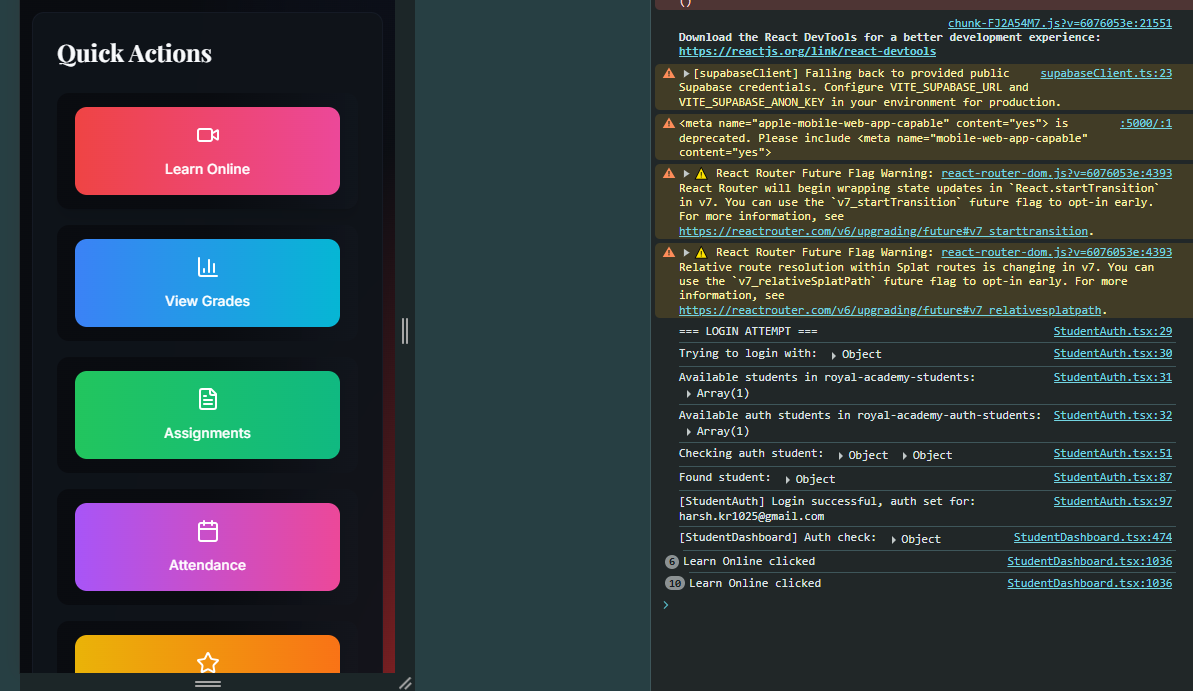 Quick Actions
Learn Online
View Grades
Assignments
Attendance
()
chunk-FJ2A54M7.js?v=6076053e:21551
Download the React DevTools for a better development experience:
https://reactjs.org/link/react-devtools
[supabaseClient] Falling back to provided public supabaseClient.ts:23
Supabase credentials. Configure VITE_SUPABASE_URL and
VITE_SUPABASE_ANON_KEY in your environment for production.
<meta name="apple-mobile-web-app-capable" content="yes"> is :5000/:1
deprecated. Please include <meta name="mobile-web-app-capable"
content="yes">
React Router Future Flag Warning: react-router-dom.js?v=6076053e:4393
React Router will begin wrapping state updates in `React.startTransition`
in v7. You can use the `v7_startTransition` future flag to opt-in early.
For more information, see
https://reactrouter.com/v6/upgrading/future#v7_starttransition.
React Router Future Flag Warning: react-router-dom.js?v=6076053e:4393
Relative route resolution within Splat routes is changing in v7. You can
use the `v7_relativeSplatPath` future flag to opt-in early. For more
information, see
https://reactrouter.com/v6/upgrading/future#v7_relativesplatpath.
=== LOGIN ATTEMPT === StudentAuth.tsx:29
Trying to login with: Object StudentAuth.tsx:30
Available students in royal-academy-students: StudentAuth.tsx:31
Array(1)
Available auth students in royal-academy-auth-students: StudentAuth.tsx:32
Array(1)
Checking auth student: Object Object StudentAuth.tsx:51
Found student: Object StudentAuth.tsx:87
[StudentAuth] Login successful, auth set for: StudentAuth.tsx:97
harsh.kr1025@gmail.com
[StudentDashboard] Auth check: Object StudentDashboard.tsx:474
6 Learn Online clicked StudentDashboard.tsx:1036
10 Learn Online clicked StudentDashboard.tsx:1036